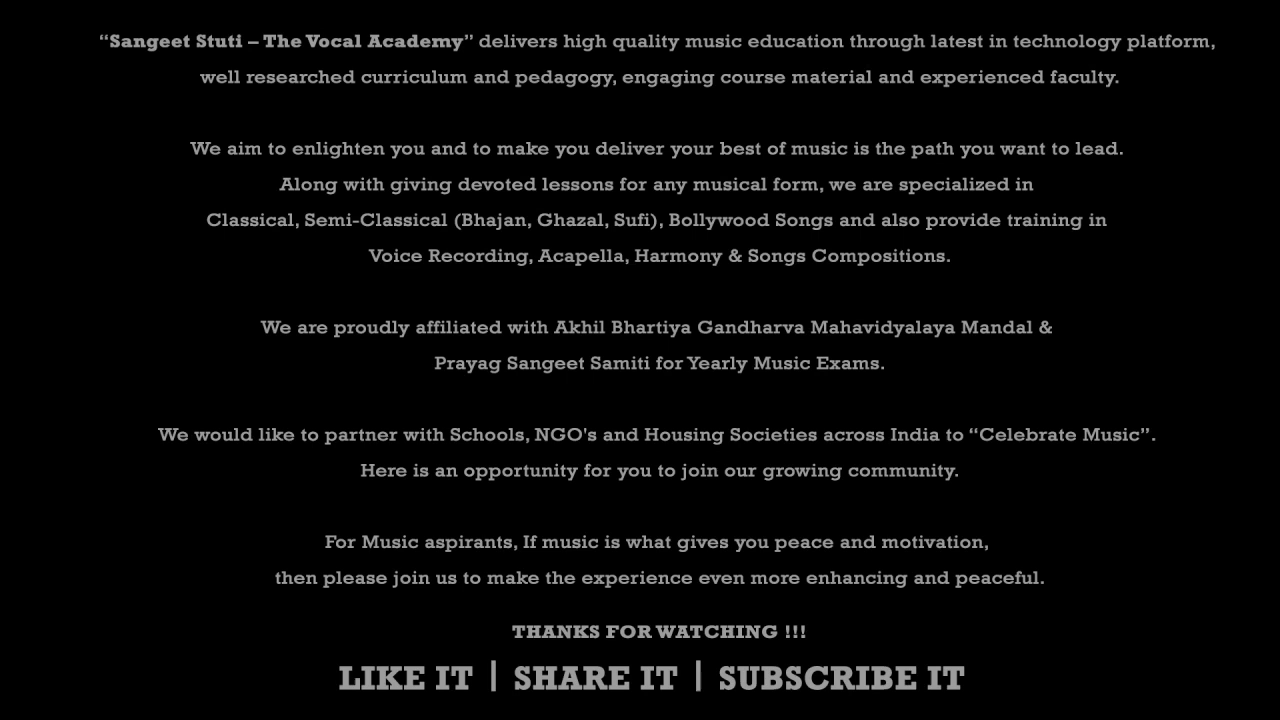 “Sangeet Stuti – The Vocal Academy” delivers high quality music education through latest in technology platform,
well researched curriculum and pedagogy, engaging course material and experienced faculty.
We aim to enlighten you and to make you deliver your best of music is the path you want to lead.
Along with giving devoted lessons for any musical form, we are specialized in
Classical, Semi-Classical (Bhajan, Ghazal, Sufi), Bollywood Songs and also provide training in
Voice Recording, Acapella, Harmony & Songs Compositions.
We are proudly affiliated with Akhil Bhartiya Gandharva Mahavidyalaya Mandal &
Prayag Sangeet Samiti for Yearly Music Exams.
We would like to partner with Schools, NGO's and Housing Societies across India to “Celebrate Music”.
Here is an opportunity for you to join our growing community.
For Music aspirants, If music is what gives you peace and motivation,
then please join us to make the experience even more enhancing and peaceful.
THANKS FOR WATCHING !!!
LIKE IT | SHARE IT | SUBSCRIBE IT